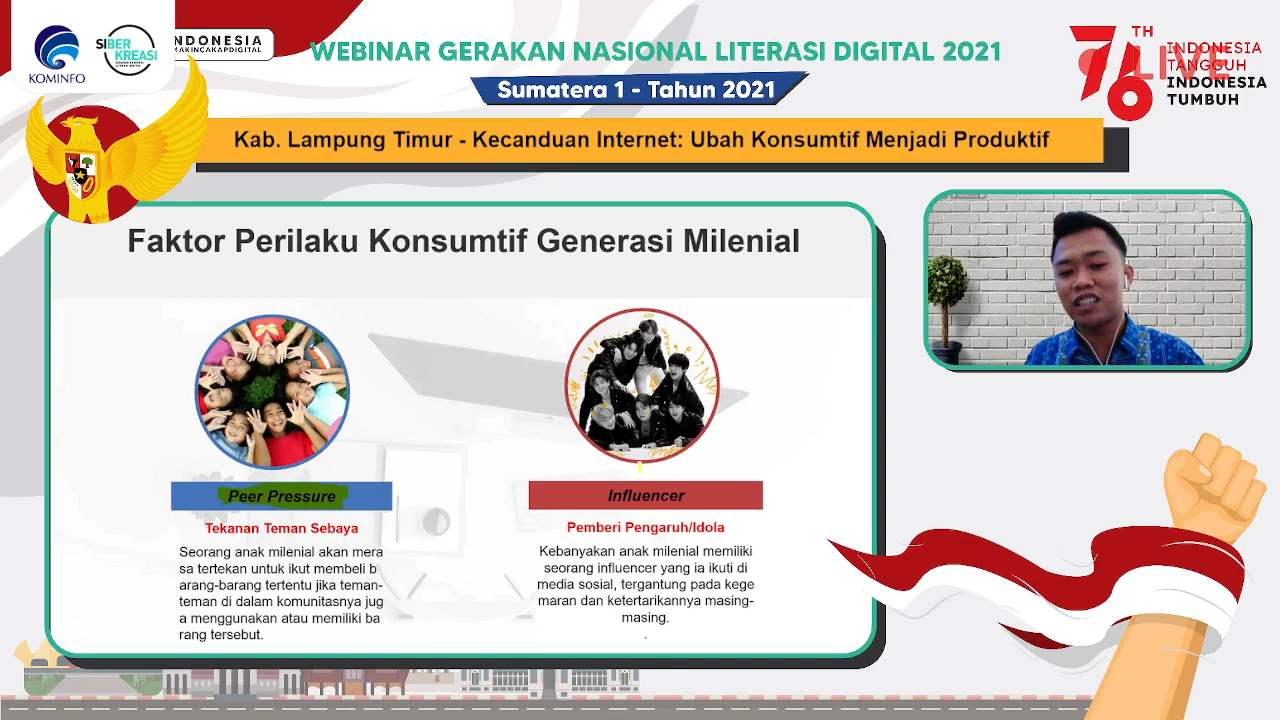 KOMINFO
SIBER
KREASI
INDONESIA
MAKINCAKAPDIGITAL
WEBINAR GERAKAN NASIONAL LITERASI DIGITAL 2021
Sumatera 1 - Tahun 2021
76
TH
INDONESIA
TANGGUH
INDONESIA
TUMBUH
LIVE
Kab. Lampung Timur - Kecanduan Internet: Ubah Konsumtif Menjadi Produktif
Faktor Perilaku Konsumtif Generasi Milenial
Peer Pressure
Tekanan Teman Sebaya
Seorang anak milenial akan mera
sa tertekan untuk ikut membeli b
arang-barang tertentu jika teman-
teman di dalam komunitasnya jug
a menggunakan atau memiliki ba
rang tersebut.
Influencer
Pemberi Pengaruh/Idola
Kebanyakan anak milenial memiliki
seorang influencer yang ia ikuti di
media sosial, tergantung pada kege
maran dan ketertarikannya masing-
masing.
.